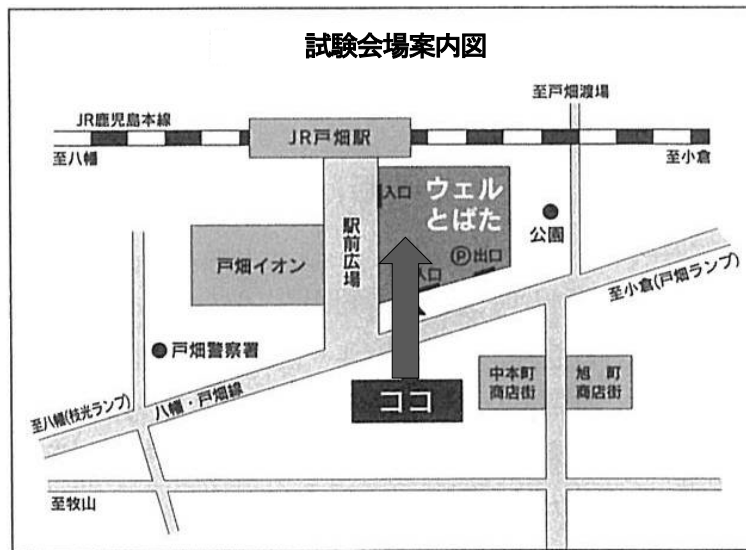 試験会場案内図
至戸畑渡場
JR鹿児島本線
JR戸畑駅
至八幡
至小倉
入口
ウェル
とばた
駅前広場
公園
戸畑イオン
Ⓟ出口
入口
至小倉(戸畑ランプ)
戸畑警察署
中本町
商店街
旭町
商店街
ココ
八幡・戸畑線
至八幡(枝光ランプ)
至牧山